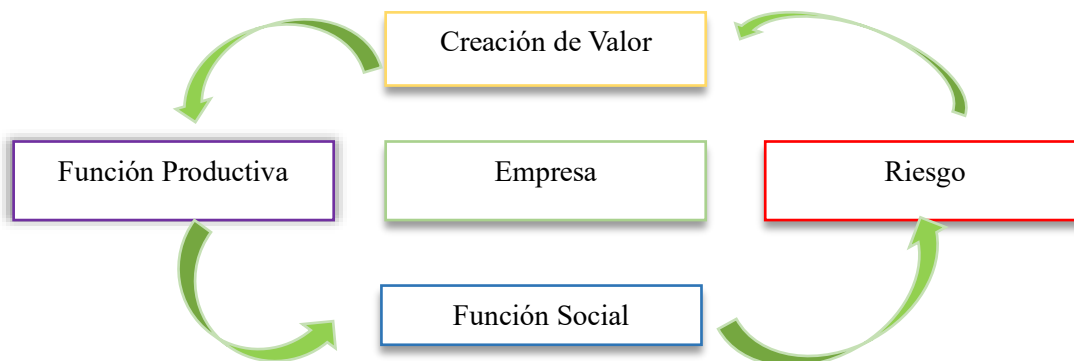 Creación de Valor
Función Productiva
Empresa
Riesgo
Función Social